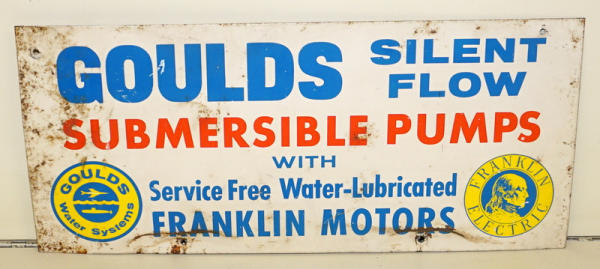 GOULDS SILENT
FLOW
SUBMERSIBLE PUMPS
WITH
Service Free Water-Lubricated
FRANKLIN MOTORS
GOULDS
Water Systems
FRANKLIN
ELECTRIC